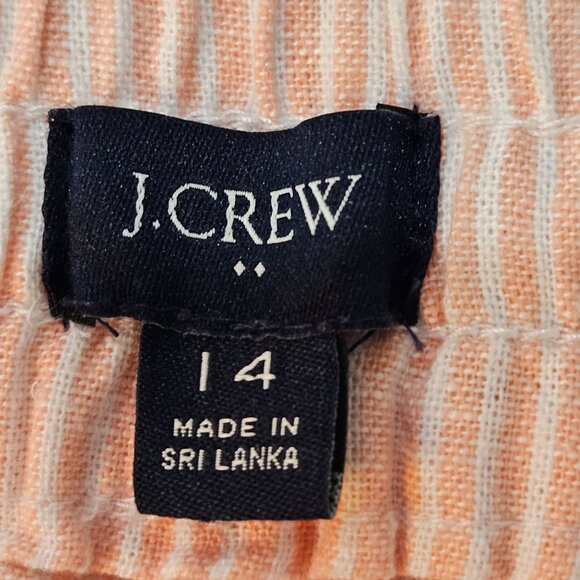 J.CREW
14
MADE IN
SRI LANKA